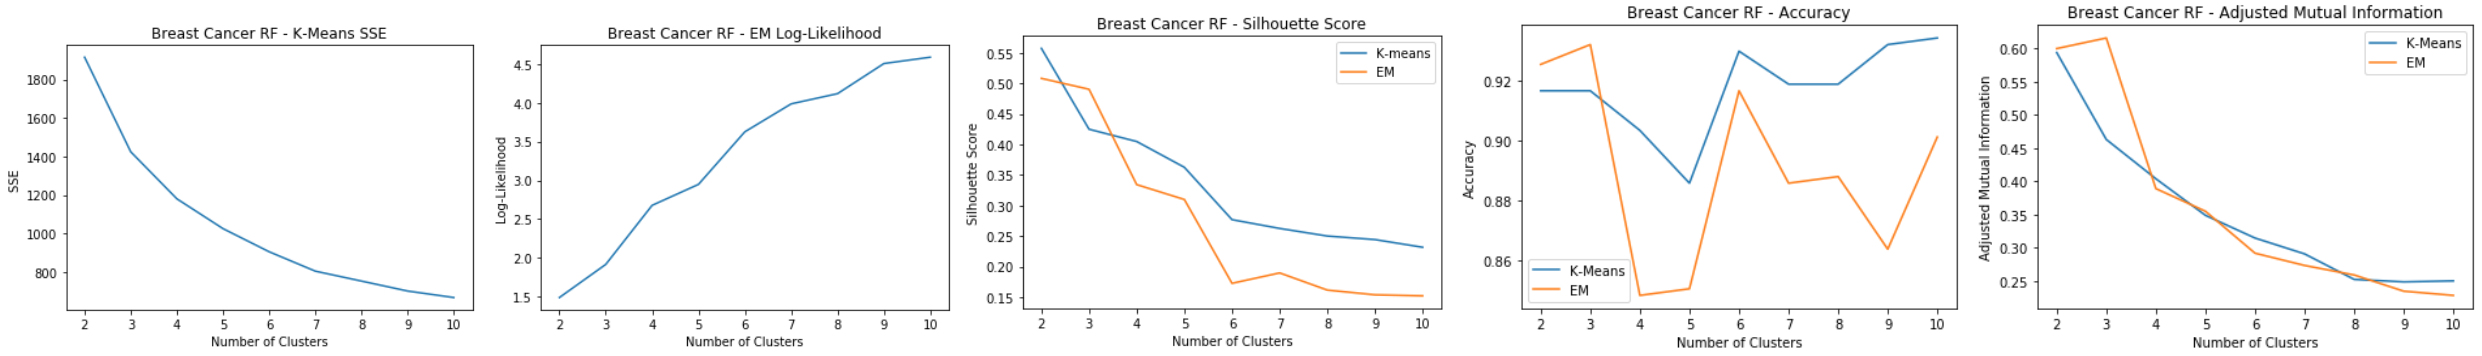 Breast Cancer RF - K-Means SSE
SSE
1800
1600
1400
1200
1000
800
2 3 4 5 6 7 8 9 10
Number of Clusters
Breast Cancer RF - EM Log-Likelihood
Log-Likelihood
4.5
4.0
3.5
3.0
2.5
2.0
1.5
2 3 4 5 6 7 8 9 10
Number of Clusters
Breast Cancer RF - Silhouette Score
Silhouette Score
0.55
0.50
0.45
0.40
0.35
0.30
0.25
0.20
0.15
K-means
EM
2 3 4 5 6 7 8 9 10
Number of Clusters
Breast Cancer RF - Accuracy
Accuracy
0.92
0.90
0.88
0.86
K-Means
EM
2 3 4 5 6 7 8 9 10
Number of Clusters
Breast Cancer RF - Adjusted Mutual Information
Adjusted Mutual Information
0.60
0.55
0.50
0.45
0.40
0.35
0.30
0.25
K-Means
EM
2 3 4 5 6 7 8 9 10
Number of Clusters